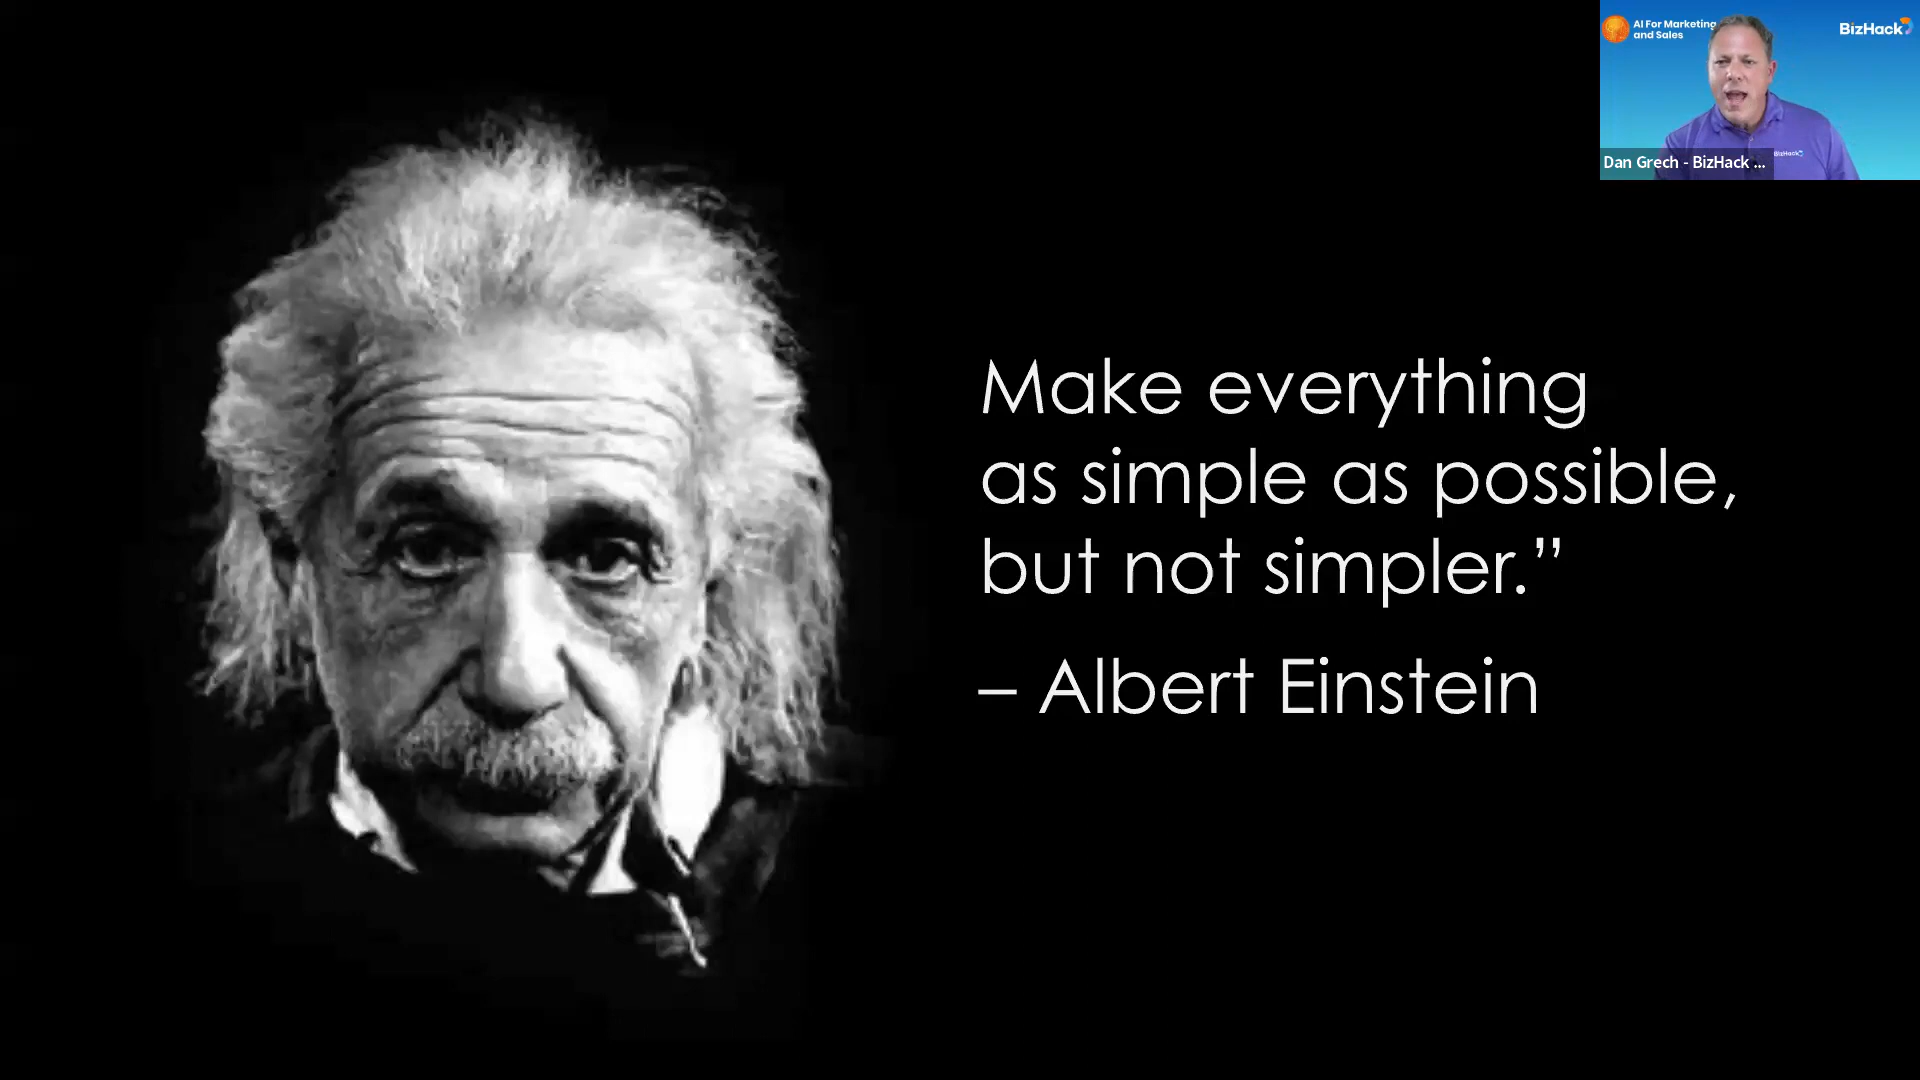 AI For Marketing
and Sales
BizHack
Dan Grech - BizHack ...
BizHack
Make everything
as simple as possible,
but not simpler.”
– Albert Einstein